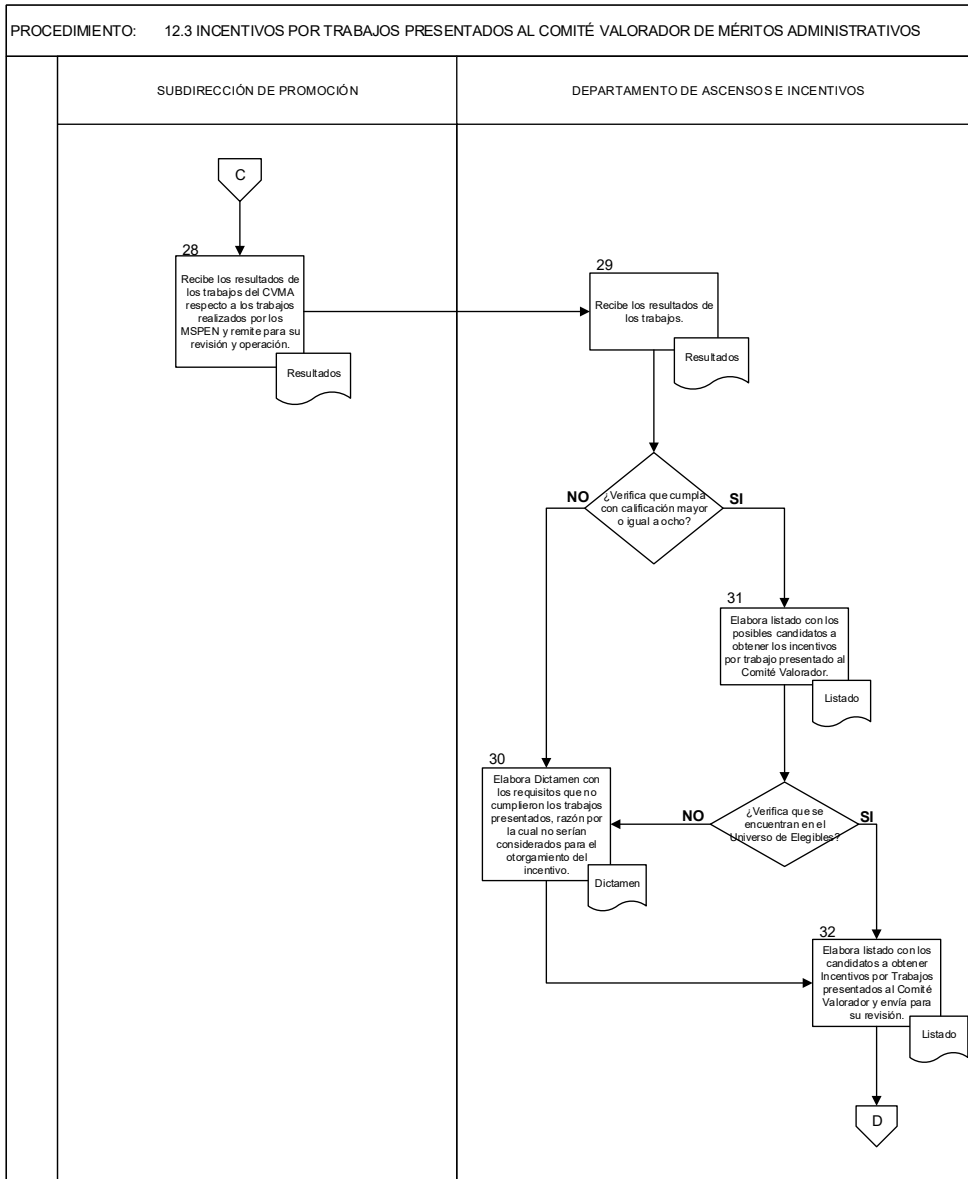 PROCEDIMIENTO: 12.3 INCENTIVOS POR TRABAJOS PRESENTADOS AL COMITÉ VALORADOR DE MÉRITOS ADMINISTRATIVOS
SUBDIRECCIÓN DE PROMOCIÓN
DEPARTAMENTO DE ASCENSOS E INCENTIVOS
C
28
Recibe los resultados de
los trabajos del CVMA
respecto a los trabajos
realizados por los
MSPEN y remite para su
revisión y operación.
Resultados
29
Recibe los resultados de
los trabajos.
Resultados
¿Verifica que cumpla
con calificación mayor
o igual a ocho?
NO
SI
31
Elabora listado con los
posibles candidatos a
obtener los incentivos
por trabajo presentado al
Comité Valorador.
Listado
30
Elabora Dictamen con
los requisitos que no
cumplieron los trabajos
presentados, razón por
la cual no serían
considerados para el
otorgamiento del
incentivo.
Dictamen
¿Verifica que se
encuentran en el
Universo de Elegibles?
NO
SI
32
Elabora listado con los
candidatos a obtener
Incentivos por Trabajos
presentados al Comité
Valorador y envía para
su revisión.
Listado
D